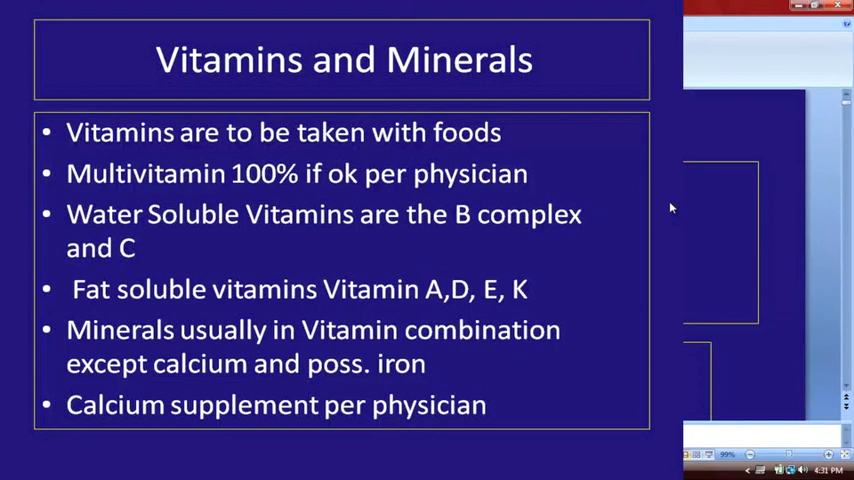 Vitamins and Minerals
• Vitamins are to be taken with foods
• Multivitamin 100% if ok per physician
• Water Soluble Vitamins are the B complex
and C
• Fat soluble vitamins Vitamin A,D, E, K
• Minerals usually in Vitamin combination
except calcium and poss. iron
• Calcium supplement per physician
99%
4:31 PM